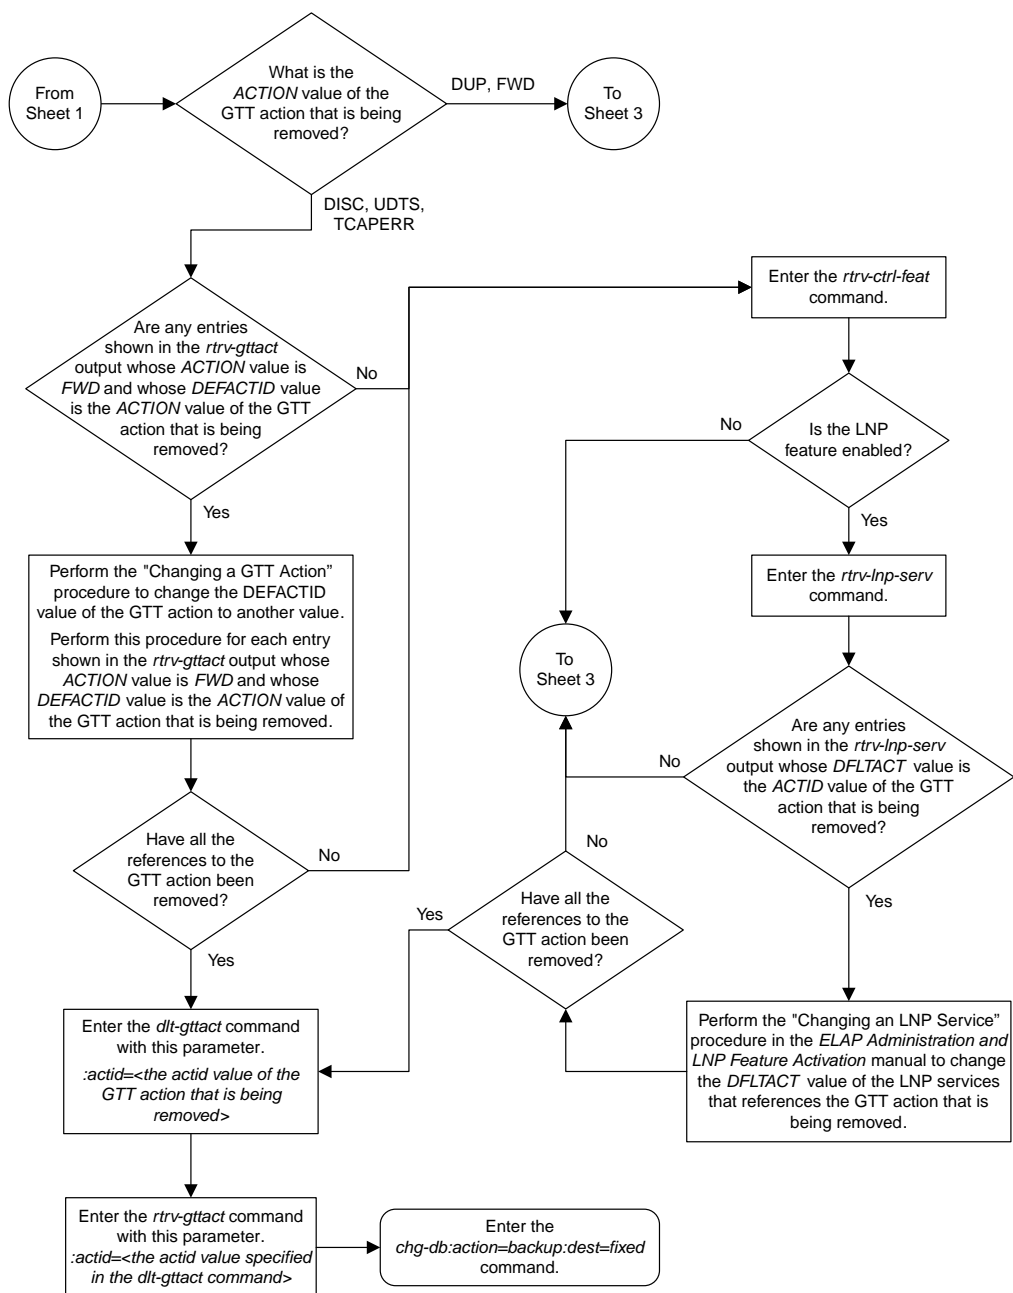 From
Sheet 1
What is the
ACTION value of the
GTT action that is being
removed?
DUP, FWD
To
Sheet 3
DISC, UDTS,
TCAPERR
Are any entries
shown in the rtrv-gttact
output whose ACTION value is
FWD and whose DEFACTID value
is the ACTION value of the GTT
action that is being
removed?
No
Yes
Perform the "Changing a GTT Action”
procedure to change the DEFACTID
value of the GTT action to another value.
Perform this procedure for each entry
shown in the rtrv-gttact output whose
ACTION value is FWD and whose
DEFACTID value is the ACTION value of
the GTT action that is being removed.
Have all the
references to the
GTT action been
removed?
No
Yes
Enter the dlt-gttact command
with this parameter.
:actid=<the actid value of the
GTT action that is being
removed>
Enter the rtrv-gttact command
with this parameter.
:actid=<the actid value specified
in the dlt-gttact command>
Enter the
chg-db:action=backup:dest=fixed
command.
Enter the rtrv-ctrl-feat
command.
Is the LNP
feature enabled?
No
Yes
Enter the rtrv-lnp-serv
command.
To
Sheet 3
Are any entries
shown in the rtrv-lnp-serv
output whose DFLTACT value is
the ACTID value of the GTT
action that is being
removed?
No
Yes
Perform the "Changing an LNP Service”
procedure in the ELAP Administration and
LNP Feature Activation manual to change
the DFLTACT value of the LNP services
that references the GTT action that is
being removed.
Have all the
references to the
GTT action been
removed?
No
Yes